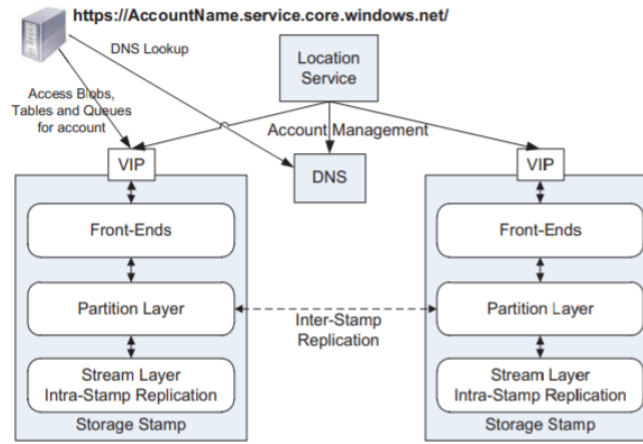 https://AccountName.service.core.windows.net/
DNS Lookup
Access Blobs,
Tables and Queues
for account
Location
Service
Account Management
VIP
DNS
VIP
Front-Ends
Partition Layer
Stream Layer
Intra-Stamp Replication
Storage Stamp
Inter-Stamp
Replication
Front-Ends
Partition Layer
Stream Layer
Intra-Stamp Replication
Storage Stamp